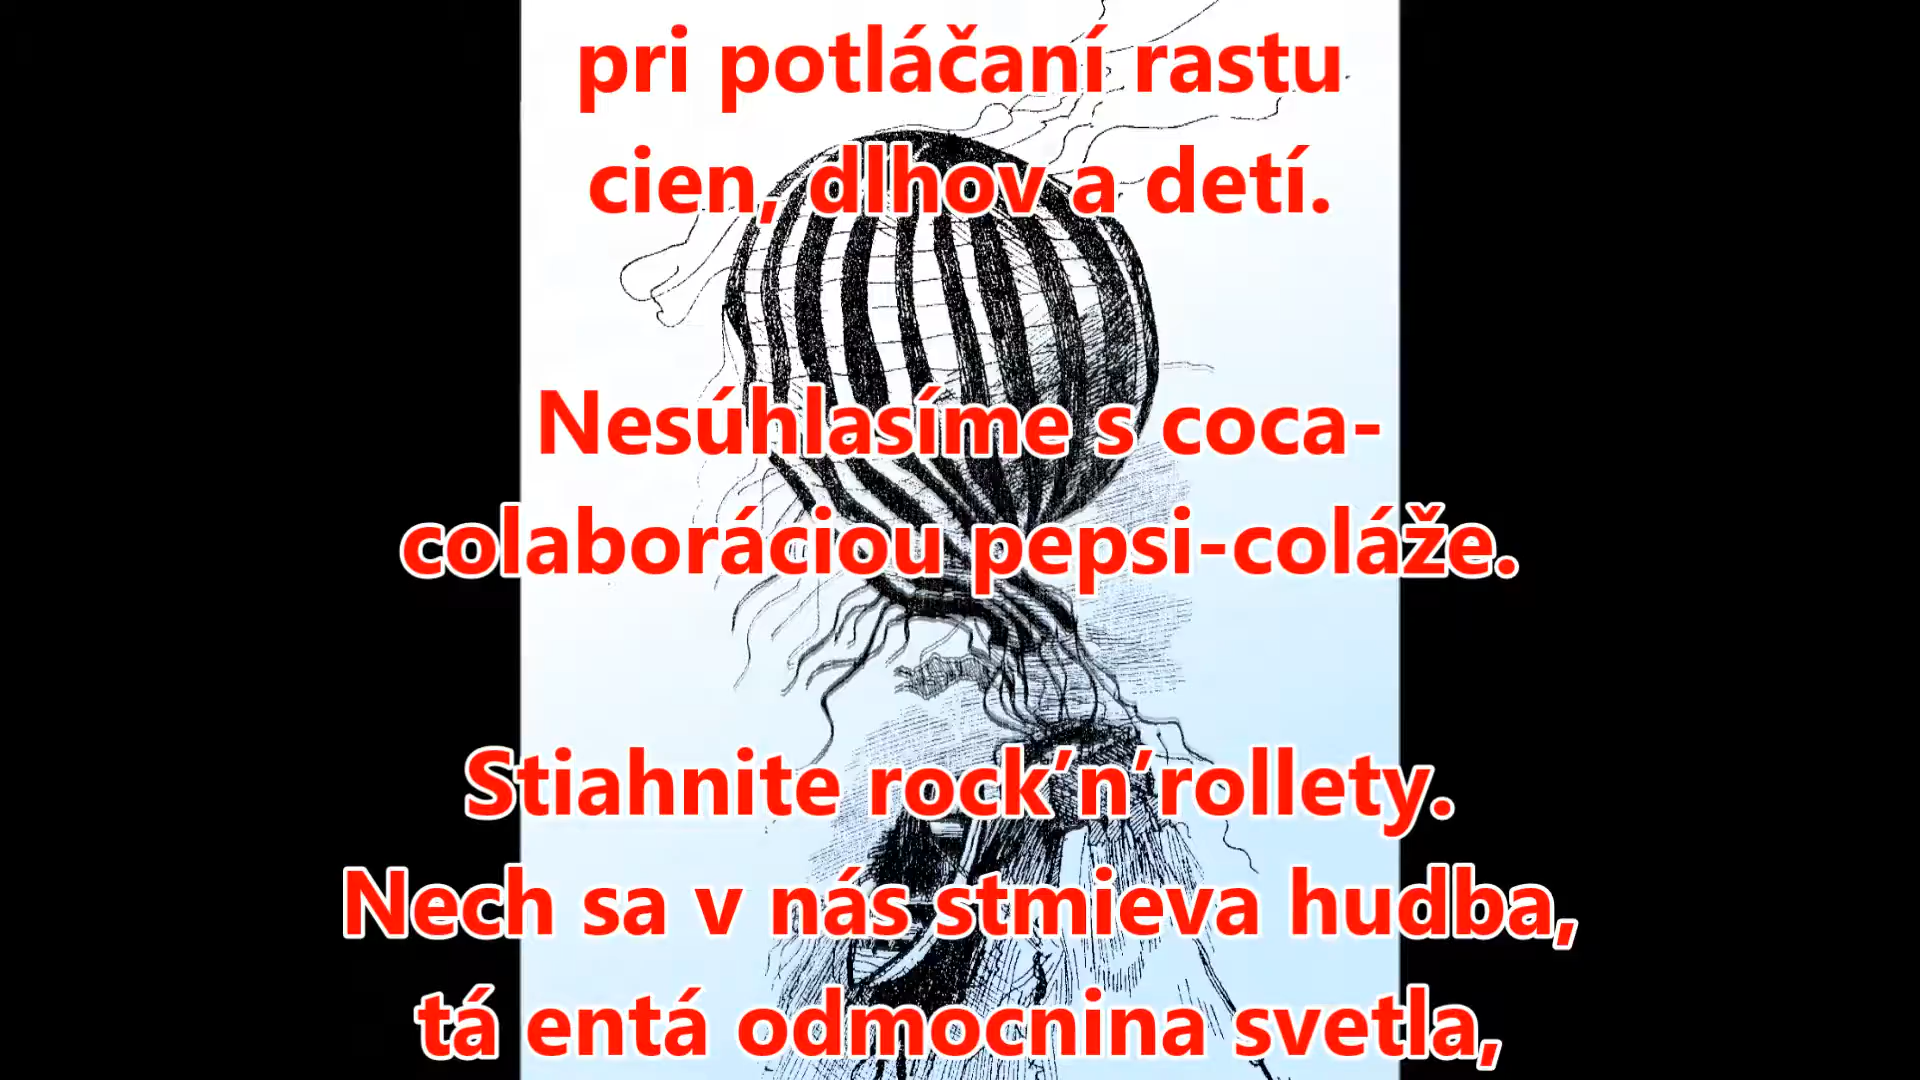 pri potláčaní rastu
cien, dlhov a detí.
Nesúhlasíme s coca-
colaboráciou pepsi-coláže.
Stiahnite rock’n’rollety.
Nech sa v nás stmieva hudba,
tá entá odmocnina svetla,